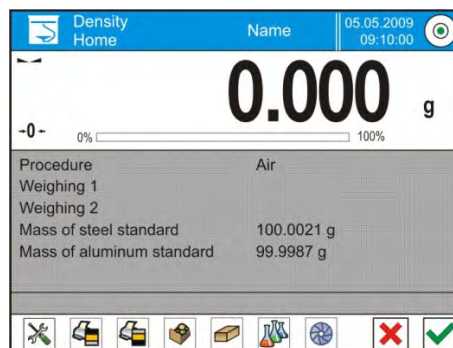 Density Name 05.05.2009
Home 09:10:00
0.000 g
0% 100%
Procedure Air
Weighing 1
Weighing 2
Mass of steel standard 100.0021 g
Mass of aluminum standard 99.9987 g